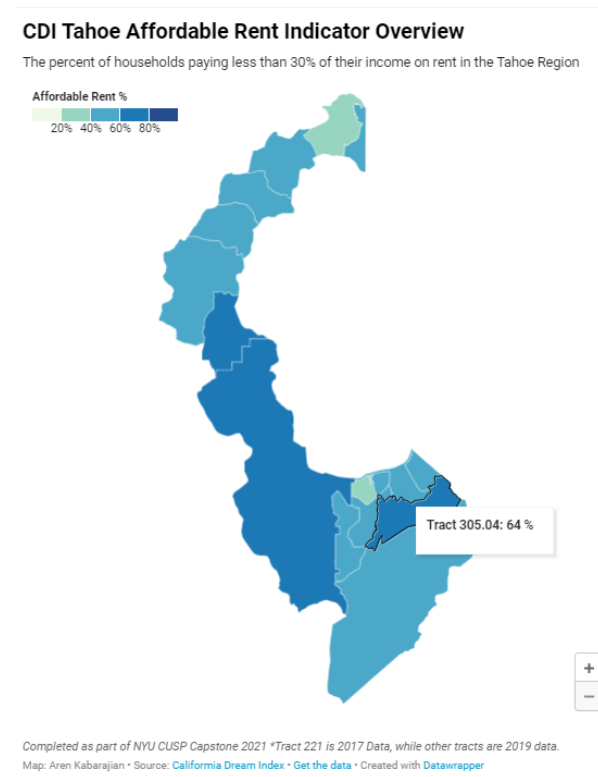 CDI Tahoe Affordable Rent Indicator Overview
The percent of households paying less than 30% of their income on rent in the Tahoe Region
Affordable Rent %
20% 40% 60% 80%
Tract 305.04: 64 %
+
−
Completed as part of NYU CUSP Capstone 2021 *Tract 221 is 2017 Data, while other tracts are 2019 data.
Map: Aren Kabarajian • Source: California Dream Index • Get the data • Created with Datawrapper